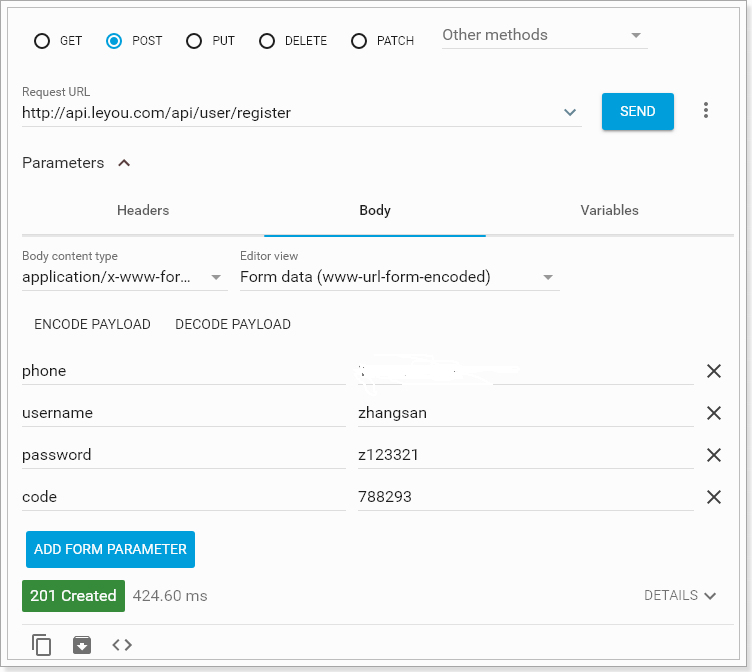 GET POST PUT DELETE PATCH Other methods
Request URL
http://api.leyou.com/api/user/register SEND
Parameters
Headers Body Variables
Body content type Editor view
application/x-www-for... Form data (www-url-form-encoded)
ENCODE PAYLOAD DECODE PAYLOAD
phone
username zhangsan
password z123321
code 788293
ADD FORM PARAMETER
201 Created 424.60 ms DETAILS